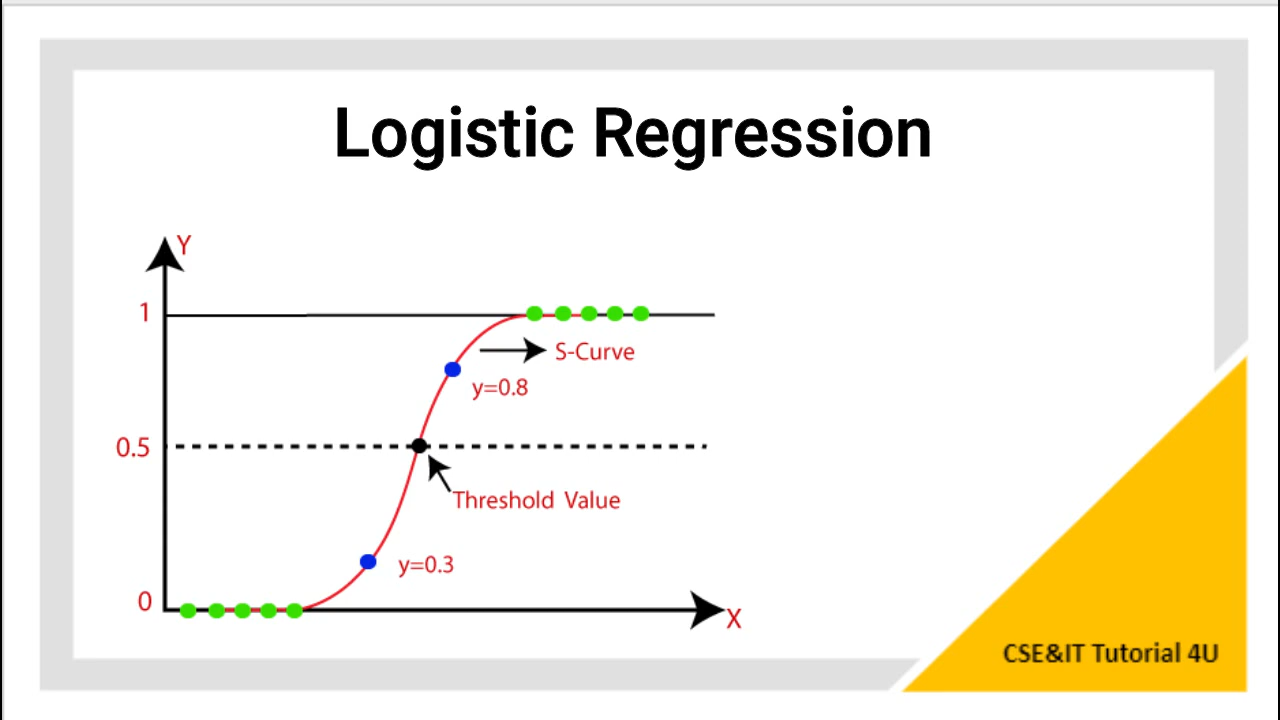 Logistic Regression
Y
1
S-Curve
y=0.8
0.5
Threshold Value
y=0.3
0
X
CSE&IT Tutorial 4U